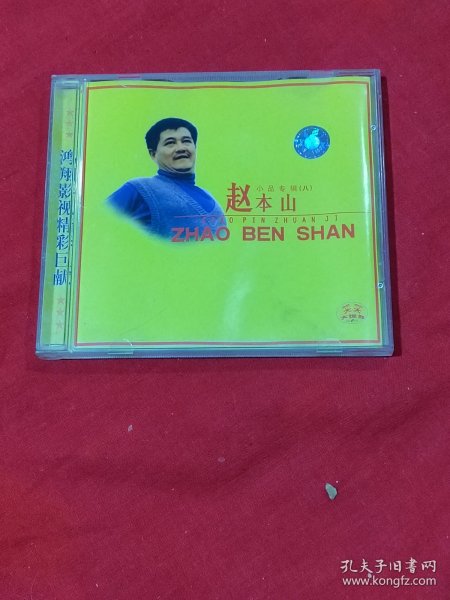 鸿翔影视精彩巨献
小品专辑(八)
赵本山
XIAO PEN ZHUAN JI
ZHAO BEN SHAN
孔夫子旧书网
www.kongfz.com